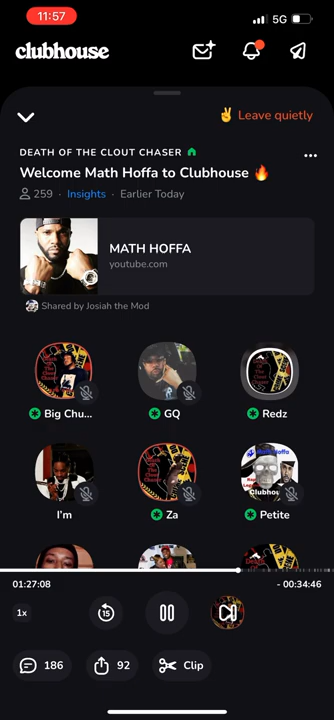 11:57
5G
clubhouse
✌️ Leave quietly
DEATH OF THE CLOUT CHASER
Welcome Math Hoffa to Clubhouse 🔥
259 · Insights · Earlier Today
MATH HOFFA
youtube.com
Shared by Josiah the Mod
Big Chu...
GQ
Redz
I'm
Za
Petite
01:27:08
- 00:34:46
1x
15
186
92
Clip